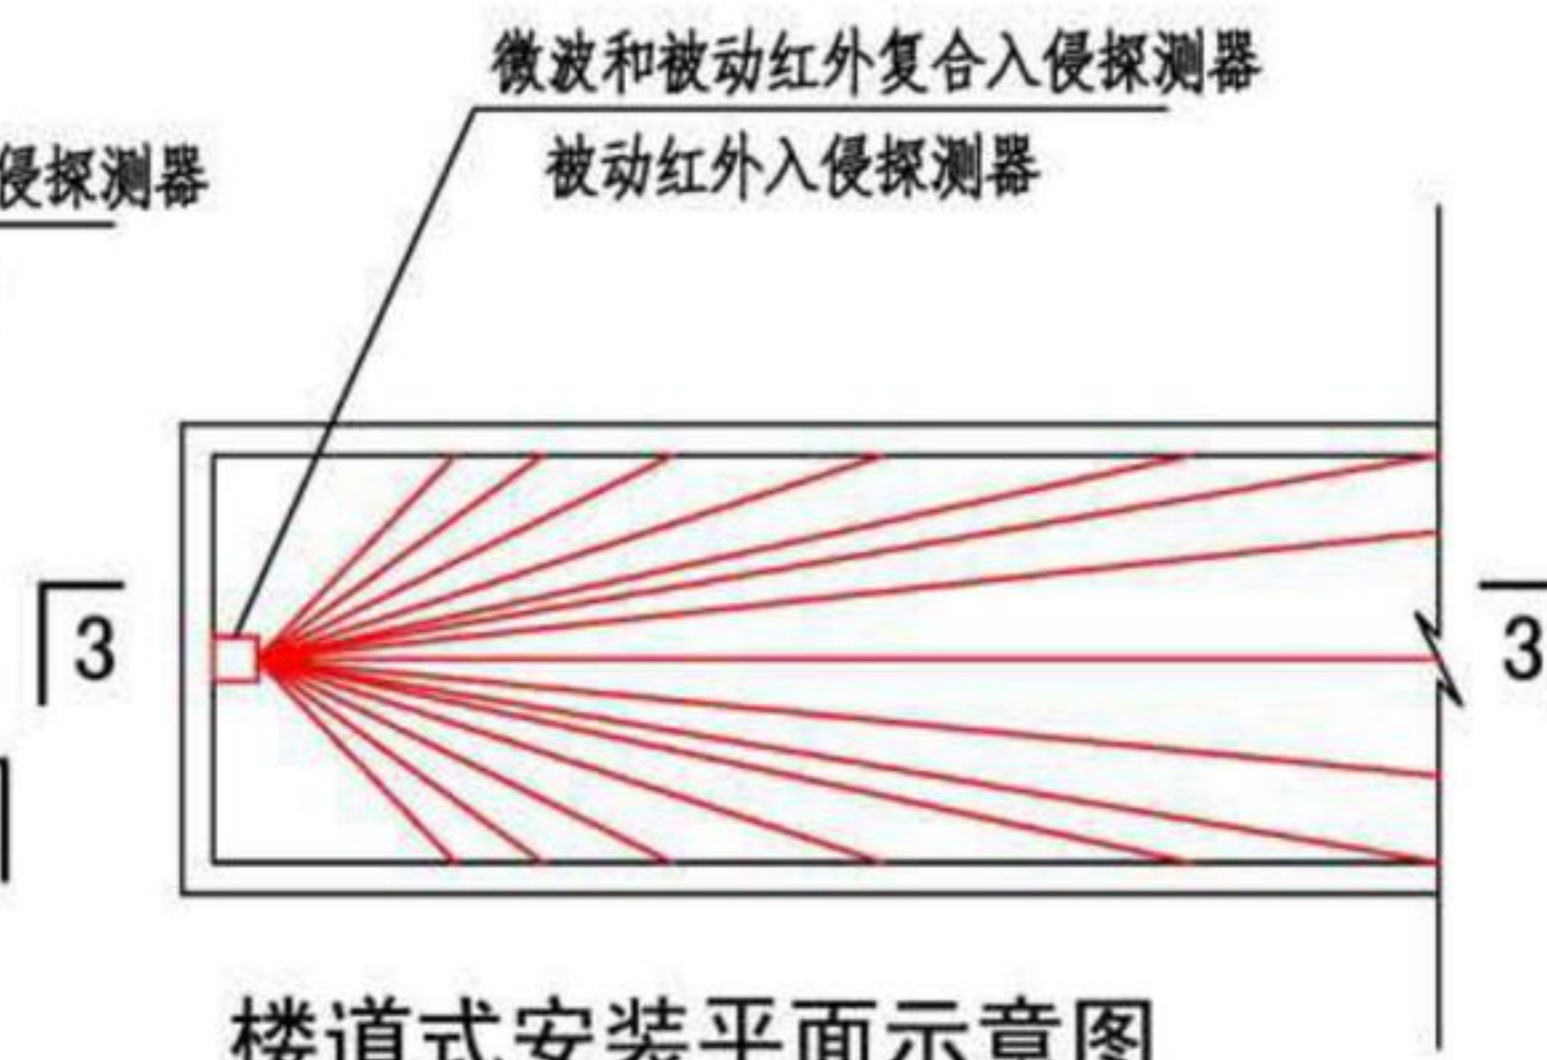 微波和被动红外复合入侵探测器
被动红外入侵探测器
侵探测器
3
3
楼道式安装平面示意图